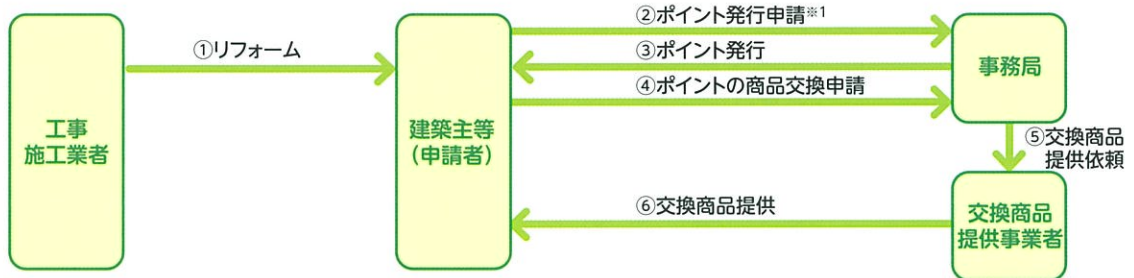 ②ポイント発行申請※1
①リフォーム
③ポイント発行
事務局
④ポイントの商品交換申請
工事
施工業者
建築主等
(申請者)
⑤交換商品
提供依頼
⑥交換商品提供
交換商品
提供事業者